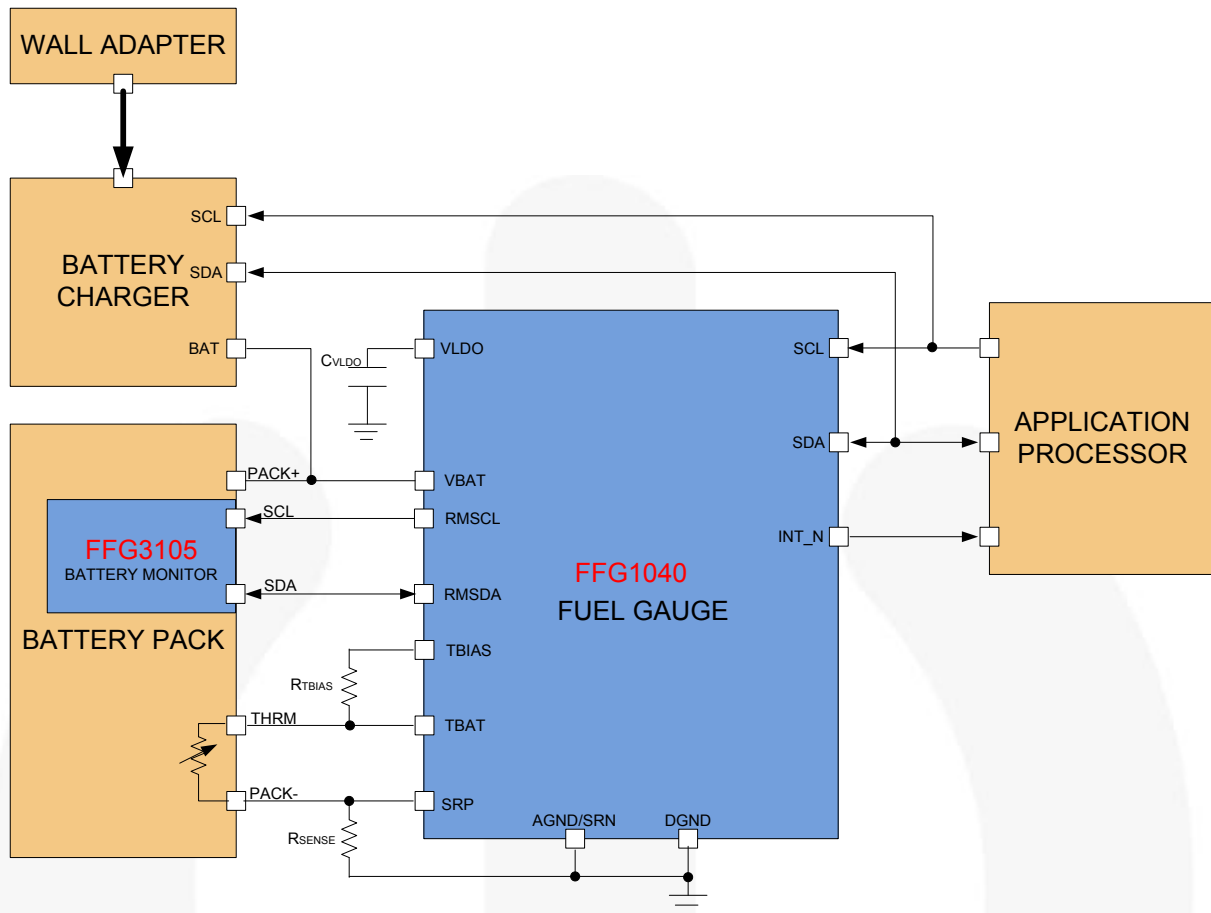 WALL ADAPTER
SCL
BATTERY
CHARGER
SDA
BAT
CVLDO
VLDO
SCL
SDA
APPLICATION
PROCESSOR
PACK+
VBAT
SCL
RMSCL
INT_N
FFG3105
BATTERY MONITOR
SDA
RMSDA
FFG1040
FUEL GAUGE
BATTERY PACK
TBIAS
RTBIAS
THRM
TBAT
PACK-
SRP
RSENSE
AGND/SRN
DGND